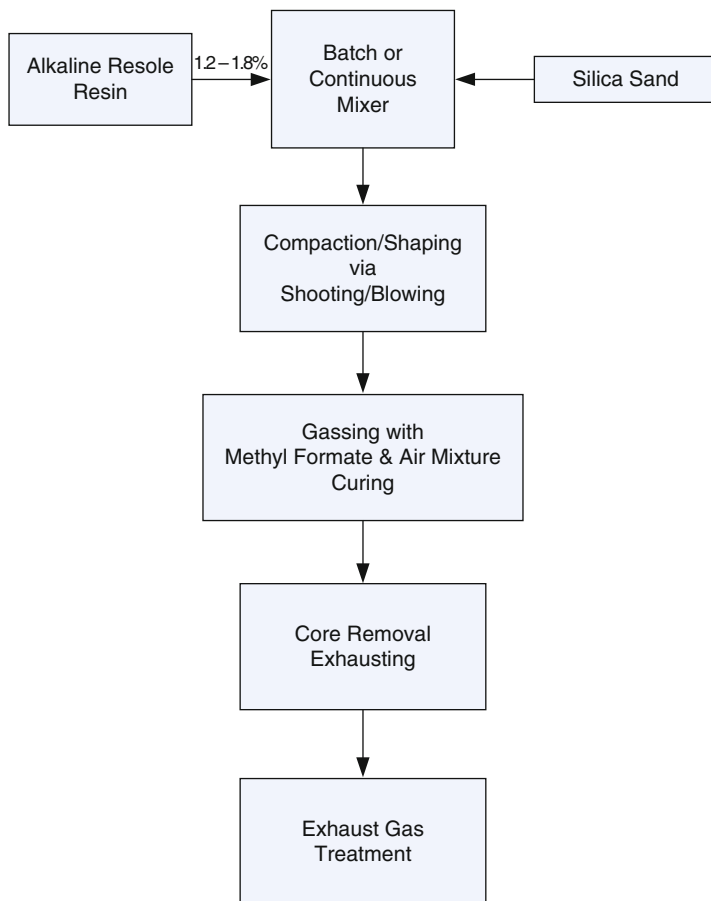 Alkaline Resole
Resin
1.2–1.8%
Batch or
Continuous
Mixer
Silica Sand
Compaction/Shaping
via
Shooting/Blowing
Gassing with
Methyl Formate & Air Mixture
Curing
Core Removal
Exhausting
Exhaust Gas
Treatment